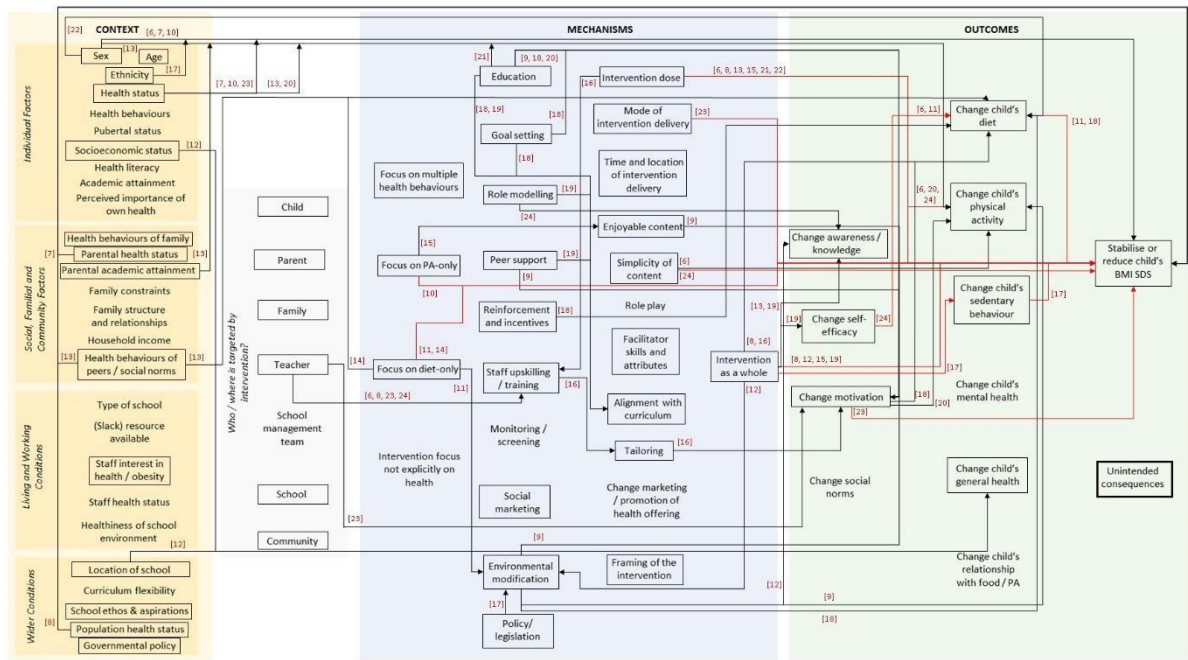 CONTEXT
MECHANISMS
OUTCOMES
Individual Factors
[22]
[6, 7, 10]
Sex
[13]
Age
Ethnicity
[17]
Health status
[7, 10, 23]
[13, 20]
Health behaviours
Pubertal status
Socioeconomic status
[12]
Health literacy
Academic attainment
Perceived importance of
own health
Social, Familial and
Community Factors
Health behaviours of family
[7]
Parental health status
[13]
Parental academic attainment
Family constraints
Family structure
and relationships
Household income
[13]
Health behaviours of
peers / social norms
[13]
Living and Working
Conditions
Type of school
(Slack) resource
available
Staff interest in
health / obesity
Staff health status
Healthiness of school
environment
[12]
Wider Conditions
Location of school
Curriculum flexibility
School ethos & aspirations
[8]
Population health status
Governmental policy
Who / where is targeted by
intervention?
Child
Parent
Family
Teacher
School
management
team
School
Community
[14]
[6, 8, 23, 24]
[23]
[21]
[9, 18, 20]
Education
[16]
Intervention dose
[6, 8, 13, 15, 21, 22]
[18, 19]
[18]
Goal setting
[18]
Mode of
intervention delivery
[23]
Focus on multiple
health behaviours
Time and location
of intervention
delivery
Role modelling
[19]
[24]
Enjoyable content
[9]
[15]
Focus on PA-only
[10]
Peer support
[19]
[9]
Simplicity of
content
[6]
[24]
Reinforcement
and incentives
[18]
Role play
[11, 14]
Focus on diet-only
[11]
Facilitator
skills and
attributes
Intervention
as a whole
[8, 16]
[12]
Staff upskilling
/ training
[16]
Alignment with
curriculum
Monitoring /
screening
Tailoring
[16]
Intervention focus
not explicitly on
health
Social
marketing
Change marketing
/ promotion of
health offering
[9]
Environmental
modification
Framing of the
intervention
[12]
[17]
Policy/
legislation
[6, 11]
Change child's
diet
[11, 18]
[6, 20,
24]
Change child's
physical
activity
Change awareness /
knowledge
Stabilise or
reduce child's
BMI SDS
[13, 19]
[19]
Change self-
efficacy
[24]
Change child's
sedentary
behaviour
[17]
[8, 12, 15, 19]
[17]
Change motivation
[18]
[20]
[23]
Change child's
mental health
Change social
norms
Change child's
general health
Unintended
consequences
Change child's
relationship
with food / PA
[9]
[18]